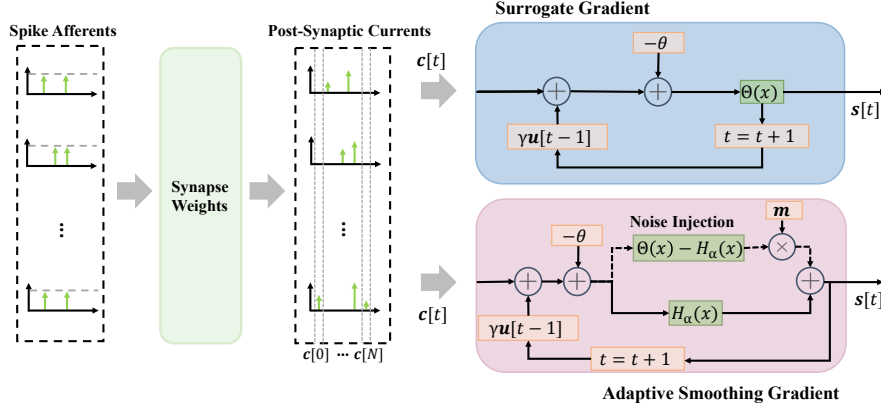 Surrogate Gradient
Spike Afferents
Post-Synaptic Currents
−θ
c[t]
+
+
Θ(x)
s[t]
γu[t − 1]
t = t + 1
Synapse
Weights
⋮
⋮
Noise Injection
m
−θ
Θ(x) − H_α(x)
×
+
+
+
c[t]
H_α(x)
s[t]
γu[t − 1]
t = t + 1
c[0] ⋯ c[N]
Adaptive Smoothing Gradient